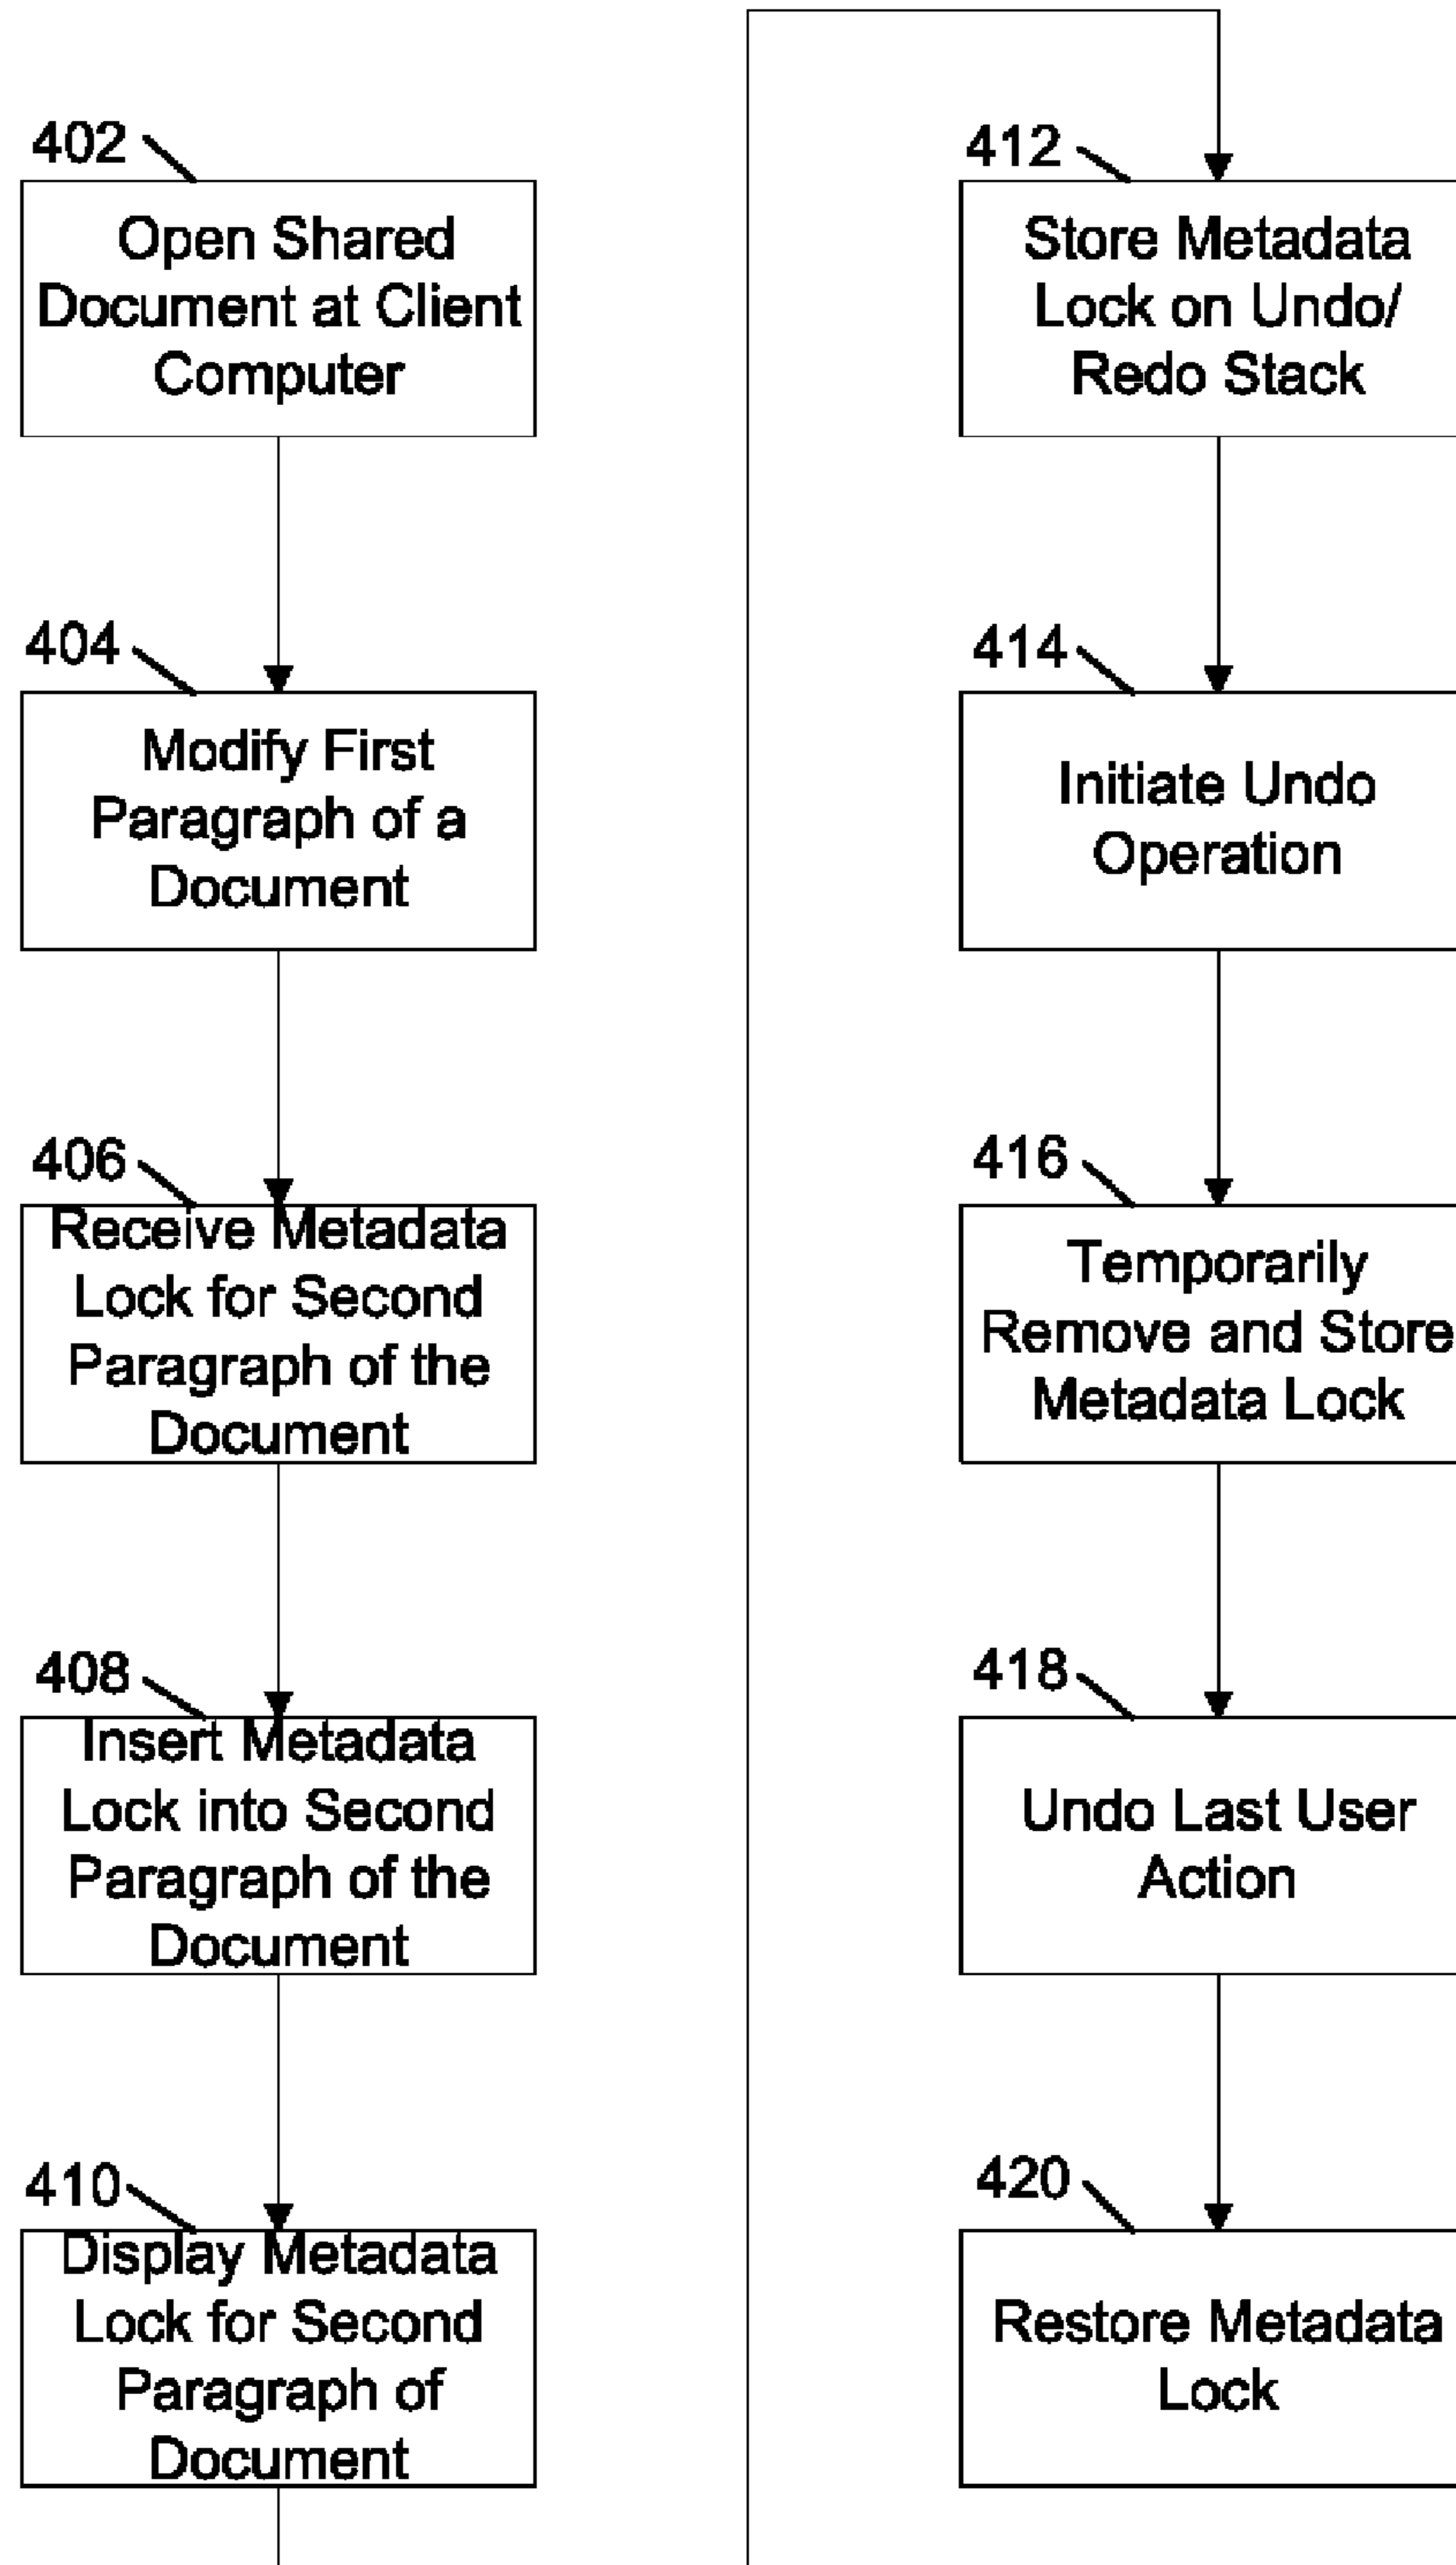 402
Open Shared
Document at Client
Computer
404
Modify First
Paragraph of a
Document
406
Receive Metadata
Lock for Second
Paragraph of the
Document
408
Insert Metadata
Lock into Second
Paragraph of the
Document
410
Display Metadata
Lock for Second
Paragraph of
Document
412
Store Metadata
Lock on Undo/
Redo Stack
414
Initiate Undo
Operation
416
Temporarily
Remove and Store
Metadata Lock
418
Undo Last User
Action
420
Restore Metadata
Lock